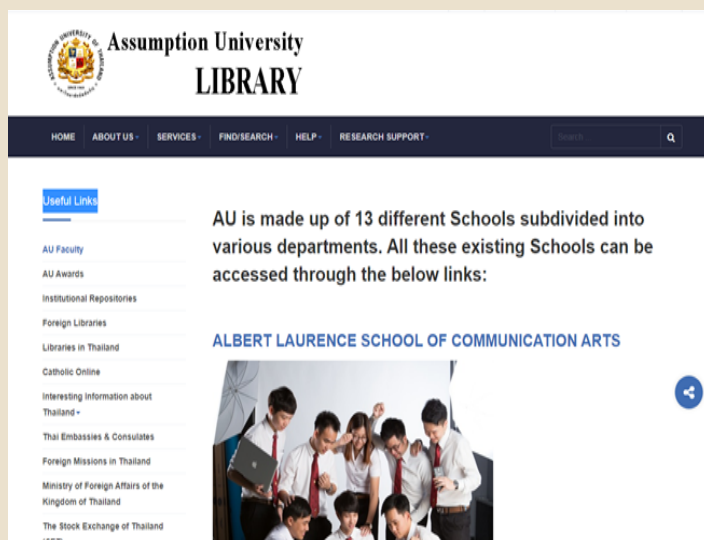 Assumption University
LIBRARY
HOME ABOUT US SERVICES FIND/SEARCH HELP RESEARCH SUPPORT Search...
Useful Links
AU Faculty
AU Awards
Institutional Repositories
Foreign Libraries
Libraries in Thailand
Catholic Online
Interesting Information about
Thailand
Thai Embassies & Consulates
Foreign Missions in Thailand
Ministry of Foreign Affairs of the
Kingdom of Thailand
The Stock Exchange of Thailand
AU is made up of 13 different Schools subdivided into
various departments. All these existing Schools can be
accessed through the below links:
ALBERT LAURENCE SCHOOL OF COMMUNICATION ARTS